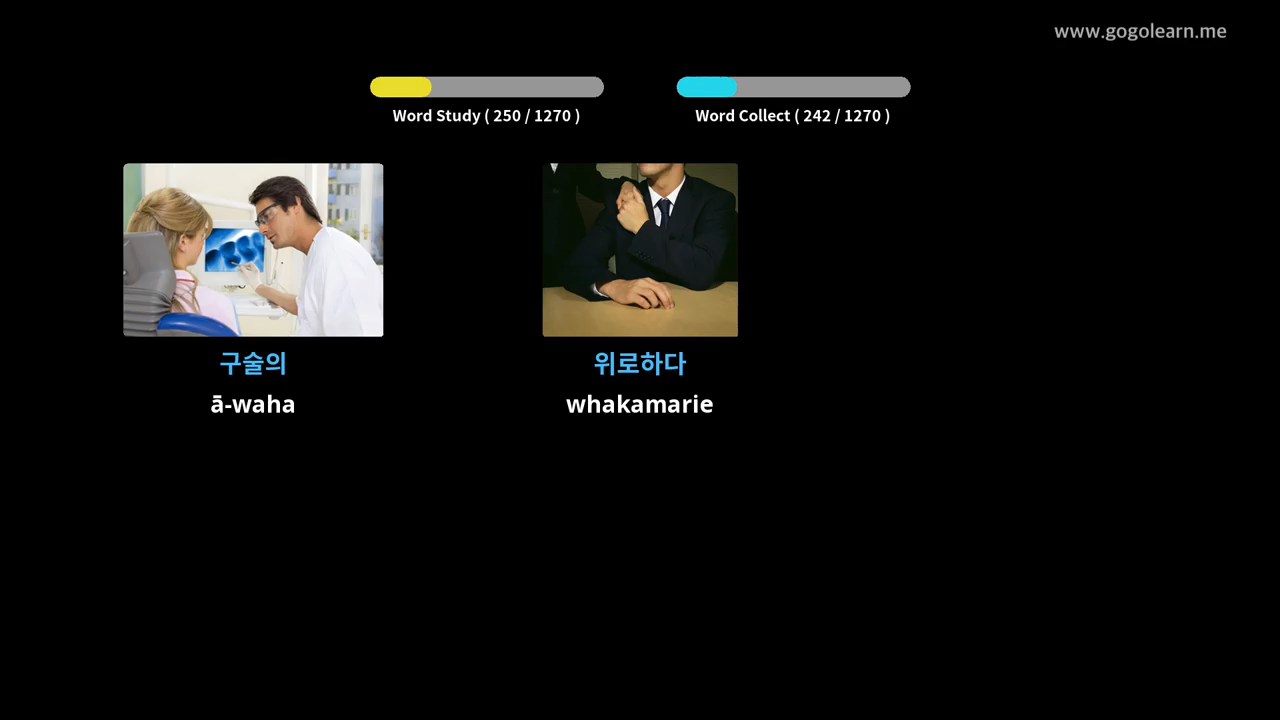 www.gogolearn.me
Word Study ( 250 / 1270 )
Word Collect ( 242 / 1270 )
구술의
위로하다
ā-waha
whakamarie